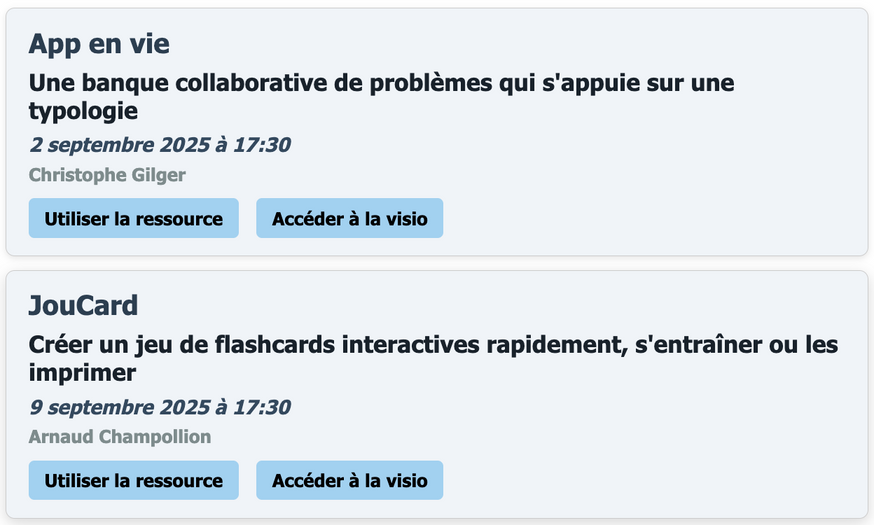 App en vie
Une banque collaborative de problèmes qui s'appuie sur une
typologie
2 septembre 2025 à 17:30
Christophe Gilger
Utiliser la ressource
Accéder à la visio
JouCard
Créer un jeu de flashcards interactives rapidement, s'entraîner ou les
imprimer
9 septembre 2025 à 17:30
Arnaud Champollion
Utiliser la ressource
Accéder à la visio